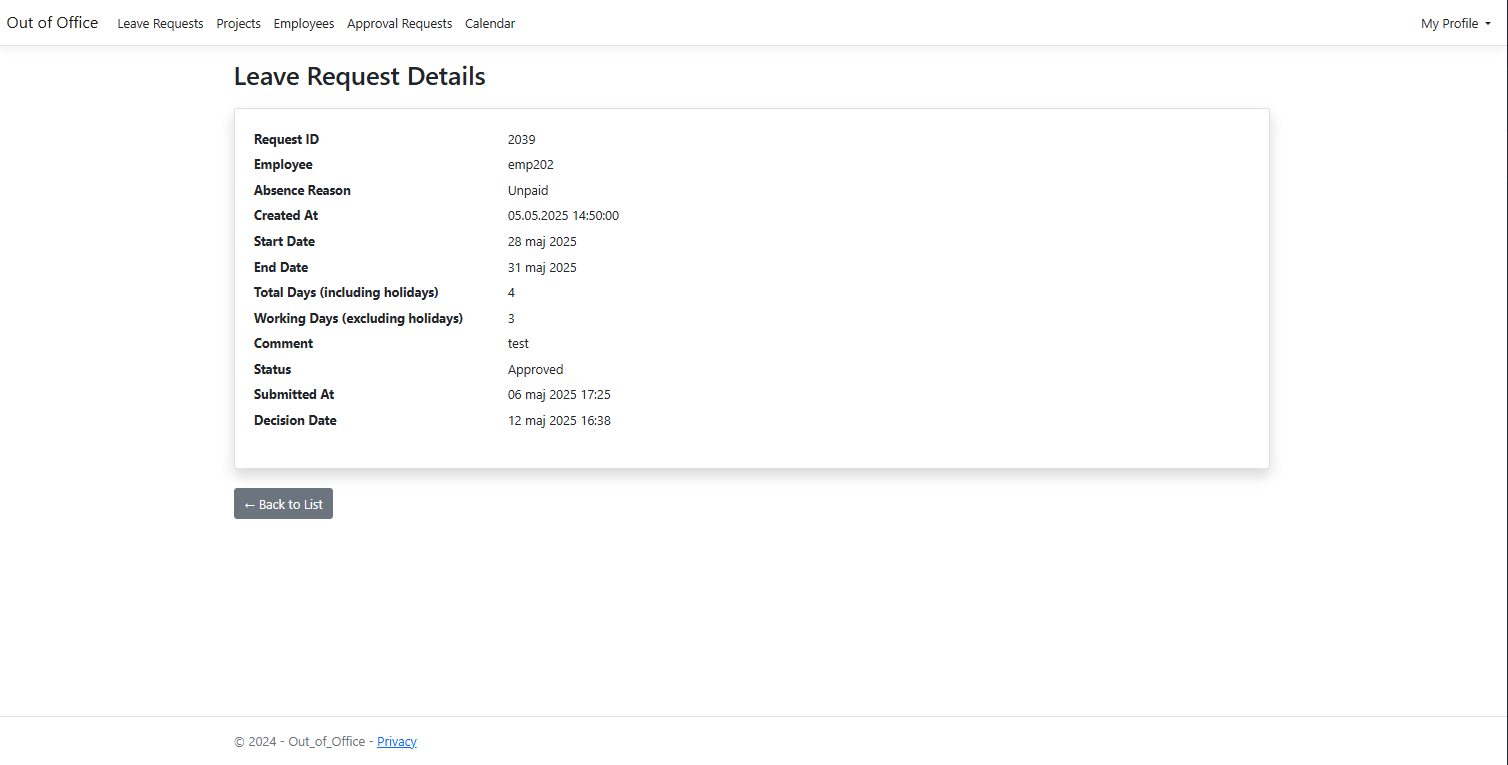 Out of Office Leave Requests Projects Employees Approval Requests Calendar My Profile
Leave Request Details
Request ID 2039
Employee emp202
Absence Reason Unpaid
Created At 05.05.2025 14:50:00
Start Date 28 maj 2025
End Date 31 maj 2025
Total Days (including holidays) 4
Working Days (excluding holidays) 3
Comment test
Status Approved
Submitted At 06 maj 2025 17:25
Decision Date 12 maj 2025 16:38
← Back to List
© 2024 - Out_of_Office - Privacy